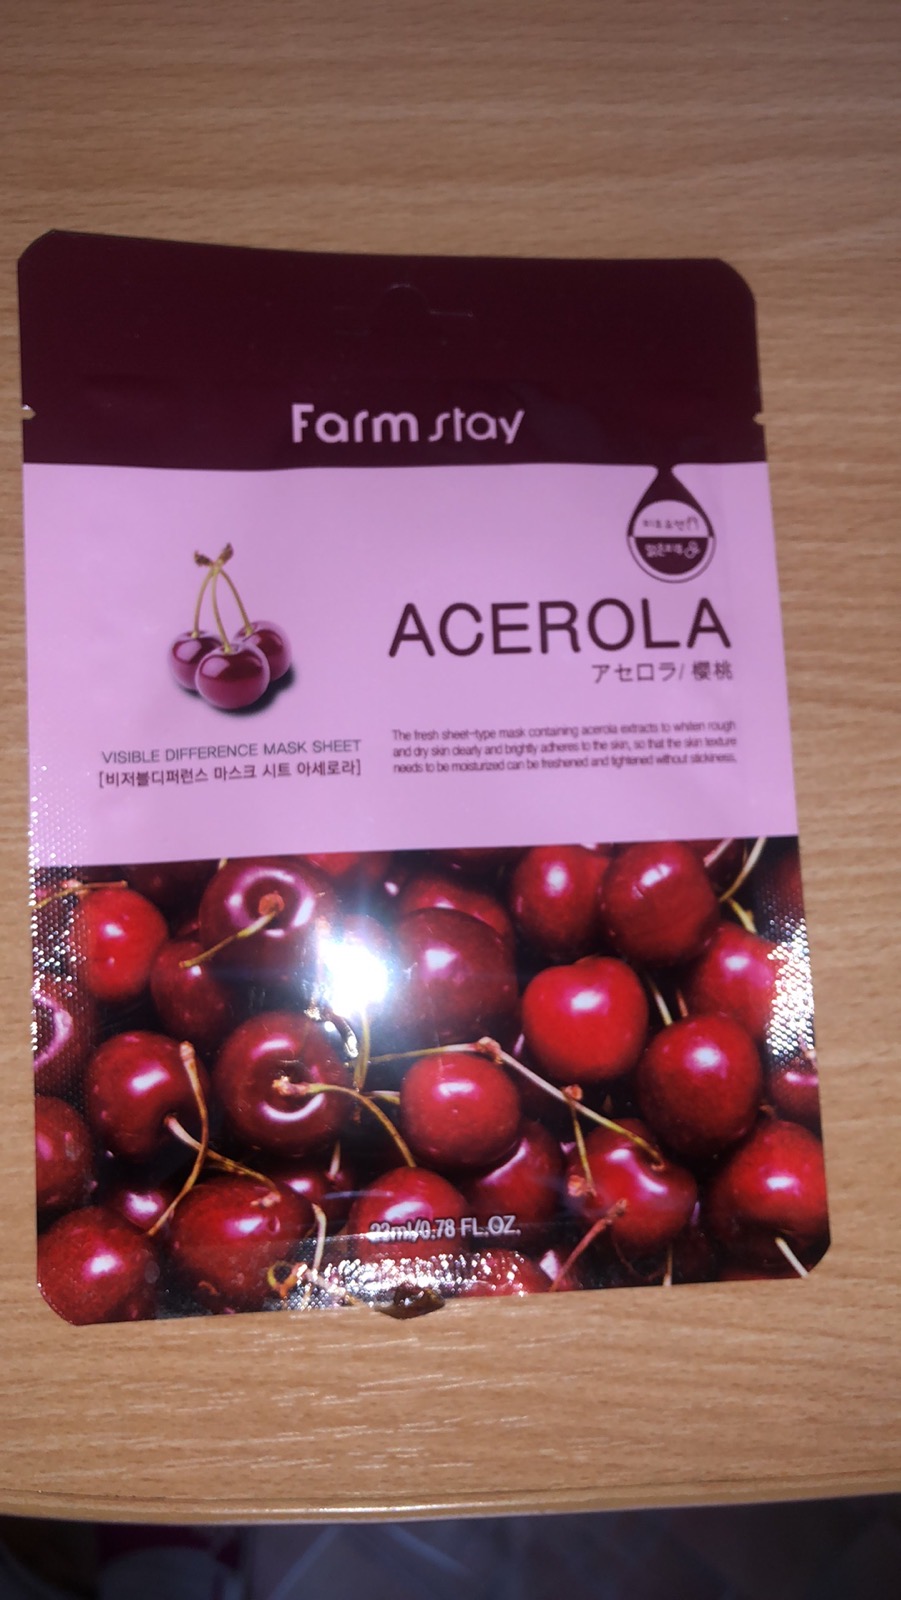 Farm stay
ACEROLA
アセロラ/ 櫻桃
VISIBLE DIFFERENCE MASK SHEET
[비저블디퍼런스 마스크 시트 아세로라]
The fresh sheet-type mask containing acerola extracts to whiten rough
and dry skin clearly and brightly adheres to the skin, so that the skin texture
needs to be moisturized can be freshened and tightened without stickiness.
23ml/0.78 FL.OZ.